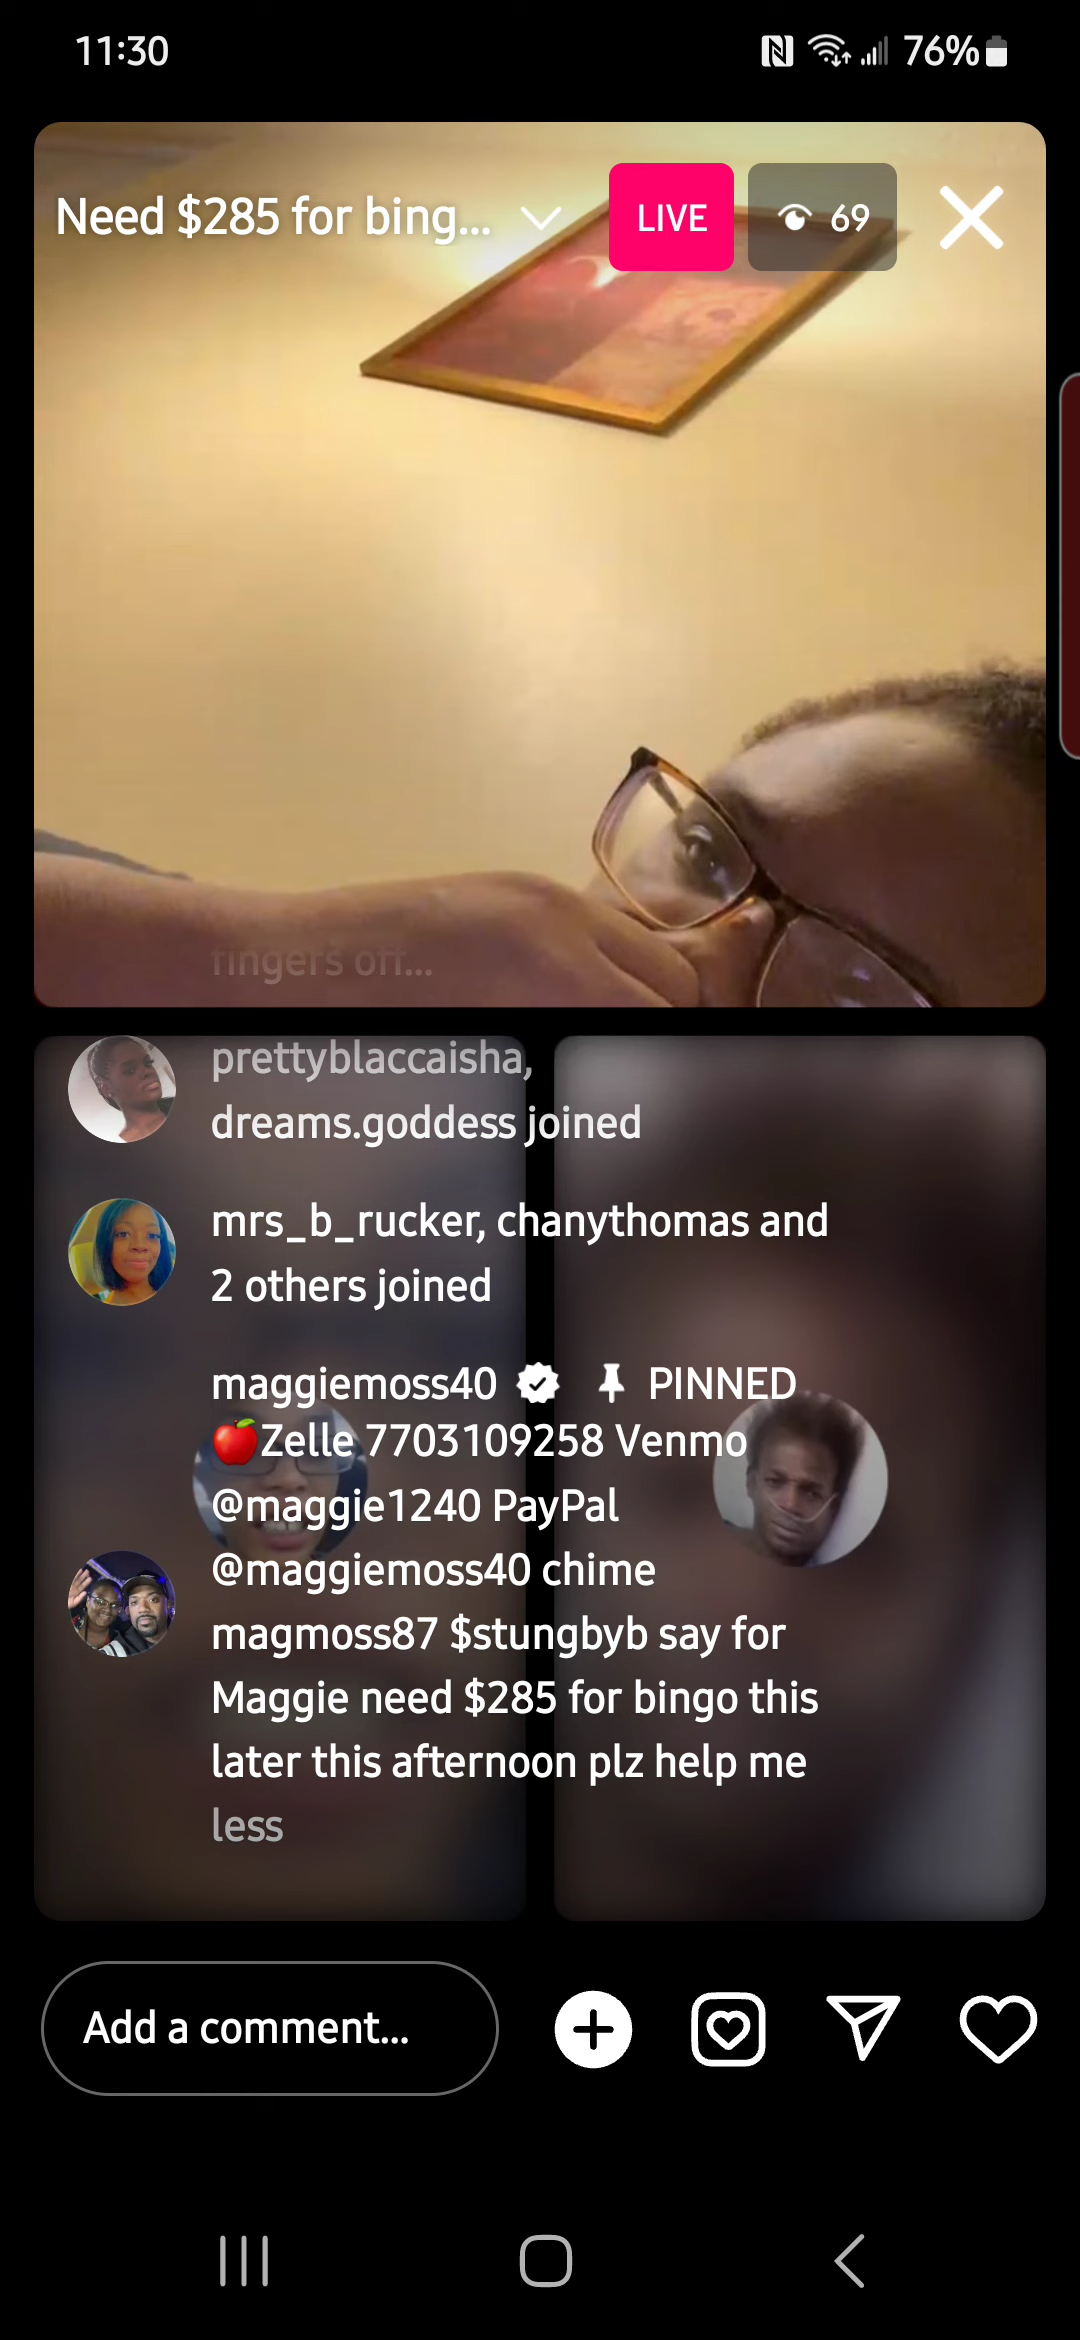 11:30
76%
Need $285 for bing...
LIVE
69
fingers off...
prettyblaccaisha,
dreams.goddess joined
mrs_b_rucker, chanythomas and
2 others joined
maggiemoss40 PINNED
🍎Zelle 7703109258 Venmo
@maggie1240 PayPal
@maggiemoss40 chime
magmoss87 $stungbyb say for
Maggie need $285 for bingo this
later this afternoon plz help me
less
Add a comment...